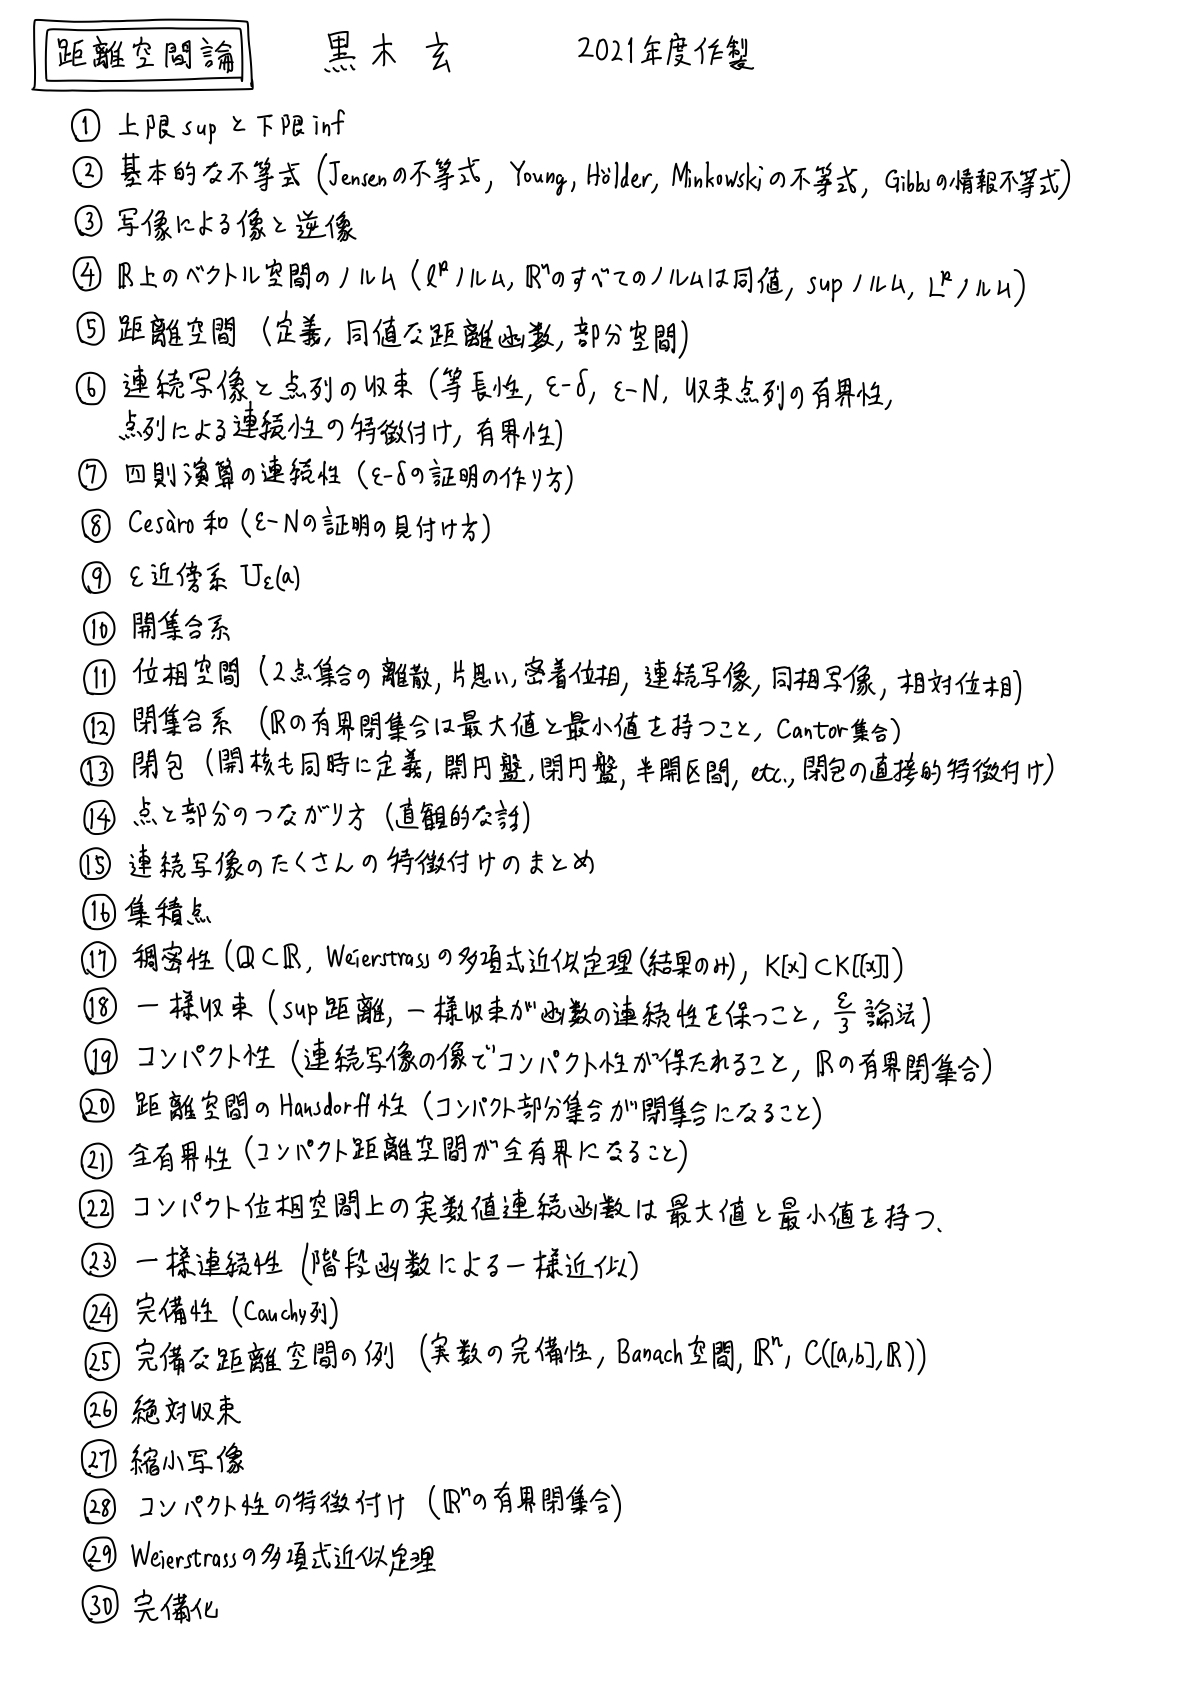 距離空間論 黒木 玄 2021年度作製
① 上限 sup と下限 inf
② 基本的な不等式 (Jensenの不等式, Young, Hölder, Minkowskiの不等式, Gibbsの情報不等式)
③ 写像による像と逆像
④ ℝ上のベクトル空間のノルム (ℓᵖノルム, ℝⁿのすべてのノルムは同値, supノルム, Lᵖノルム)
⑤ 距離空間 (定義, 同値な距離函数, 部分空間)
⑥ 連続写像と点列の収束 (等長性, ε-δ, ε-N, 収束点列の有界性,
点列による連続性の特徴付け, 有界性)
⑦ 四則演算の連続性 (ε-δの証明の作り方)
⑧ Cesàro和 (ε-Nの証明の見付け方)
⑨ ε近傍系 U_ε(a)
⑩ 開集合系
⑪ 位相空間 (2点集合の離散, 片思い, 密着位相, 連続写像, 同相写像, 相対位相)
⑫ 閉集合系 (ℝの有界閉集合は最大値と最小値を持つこと, Cantor集合)
⑬ 閉包 (開核も同時に定義, 開円盤, 閉円盤, 半開区間, etc., 閉包の直接的特徴付け)
⑭ 点と部分のつながり方 (直観的な話)
⑮ 連続写像のたくさんの特徴付けのまとめ
⑯ 集積点
⑰ 稠密性 (ℚ⊂ℝ, Weierstrassの多項式近似定理(結果のみ), K[x]⊂K[[x]])
⑱ 一様収束 (sup距離, 一様収束が函数の連続性を保つこと, ε/3 論法)
⑲ コンパクト性 (連続写像の像でコンパクト性が保たれること, ℝの有界閉集合)
⑳ 距離空間のHausdorff性 (コンパクト部分集合が閉集合になること)
㉑ 全有界性 (コンパクト距離空間が全有界になること)
㉒ コンパクト位相空間上の実数値連続函数は最大値と最小値を持つ.
㉓ 一様連続性 (階段函数による一様近似)
㉔ 完備性 (Cauchy列)
㉕ 完備な距離空間の例 (実数の完備性, Banach空間, ℝⁿ, C([a,b],ℝ))
㉖ 絶対収束
㉗ 縮小写像
㉘ コンパクト性の特徴付け (ℝⁿの有界閉集合)
㉙ Weierstrassの多項式近似定理
㉚ 完備化